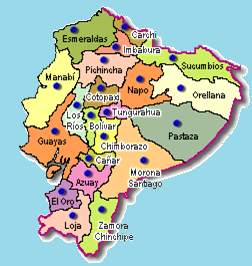 Esmeraldas
Carchi
Imbabura
Pichincha
Sucumbios
Manabí
Cotopaxi
Napo
Orellana
Los
Ríos
Tungurahua
Bolivar
Guayas
Pastaza
Chimborazo
Cañar
Morona
Santiago
Azuay
El Oro
Loja
Zamora
Chinchipe